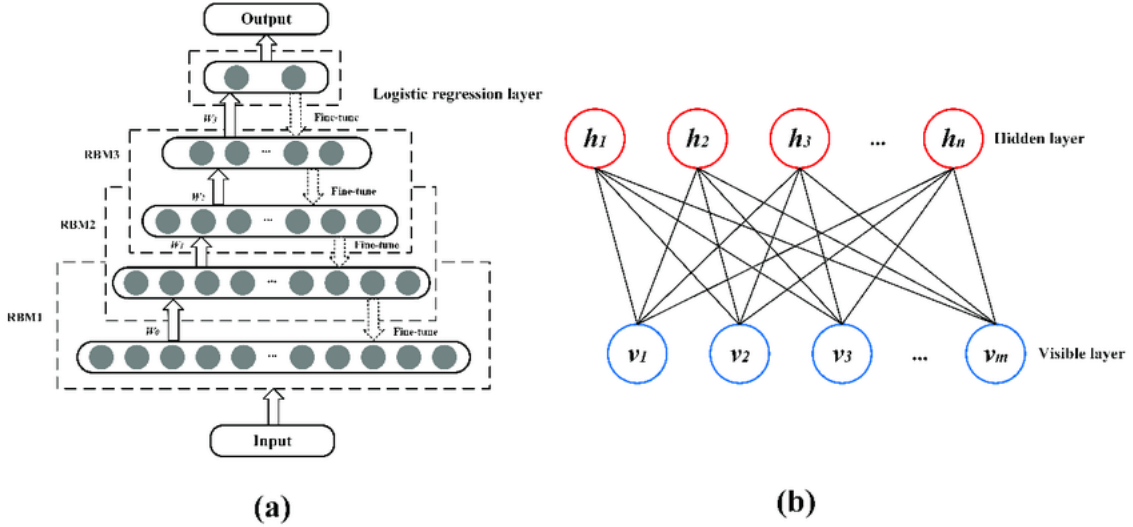 Output
Logistic regression layer
W3
Fine-tune
RBM3
W2
Fine-tune
RBM2
W1
Fine-tune
RBM1
W0
Fine-tune
...
...
...
...
Input
(a)
h1 h2 h3 ... hn Hidden layer
v1 v2 v3 ... vm Visible layer
(b)